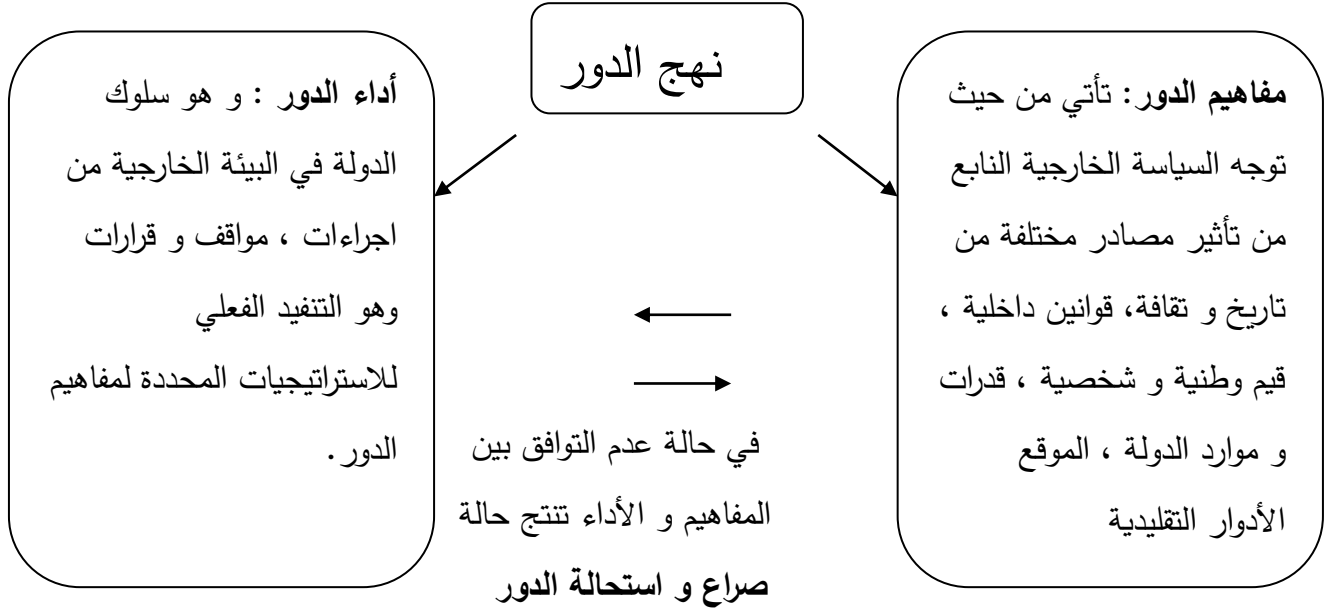 نهج الدور
مفاهيم الدور: تأتي من حيث
توجه السياسة الخارجية النابع
من تأثير مصادر مختلفة من
تاريخ و تقافة، قوانين داخلية ،
قيم وطنية و شخصية ، قدرات
و موارد الدولة ، الموقع
الأدوار التقليدية
أداء الدور : و هو سلوك
الدولة في البيئة الخارجية من
اجراءات ، مواقف و قرارات
وهو التنفيد الفعلي
للاستراتيجيات المحددة لمفاهيم
الدور .
في حالة عدم التوافق بين
المفاهيم و الأداء تنتج حالة
صراع و استحالة الدور